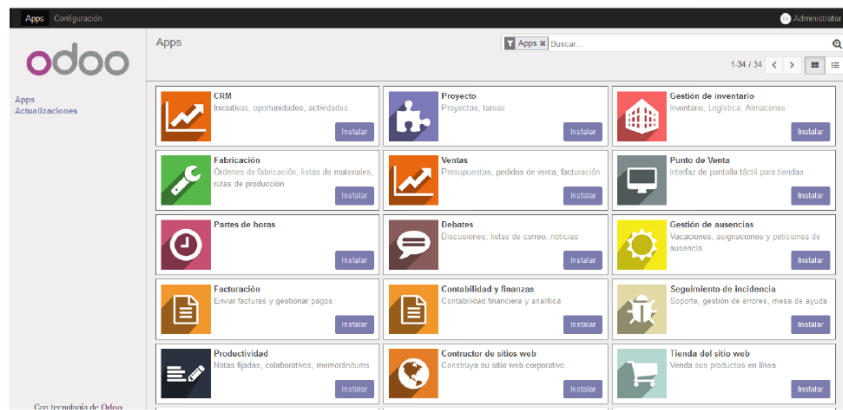 Apps Configuración
Administrator
odoo
Apps
Actualizaciones
Apps
Apps × Buscar...
1-34 / 34
CRM
Iniciativas, oportunidades, actividades
Instalar
Proyecto
Proyectos, tareas
Instalar
Gestión de inventario
Inventario, Logística, Almacenes
Instalar
Fabricación
Órdenes de fabricación, listas de materiales,
rutas de producción
Instalar
Ventas
Presupuestos, pedidos de venta, facturación
Instalar
Punto de Venta
Interfaz de pantalla táctil para tiendas
Instalar
Partes de horas
Instalar
Debates
Discusiones, listas de correo, noticias
Instalar
Gestión de ausencias
Vacaciones, asignaciones y peticiones de
ausencia
Instalar
Facturación
Enviar facturas y gestionar pagos
Instalar
Contabilidad y finanzas
Contabilidad financiera y analítica
Instalar
Seguimiento de incidencia
Soporte, gestión de errores, mesa de ayuda
Instalar
Productividad
Notas fijadas, colaborativos, memorándums
Instalar
Contructor de sitios web
Construya su sitio web corporativo
Instalar
Tienda del sitio web
Venda sus productos en línea
Instalar
Con tecnología de Odoo